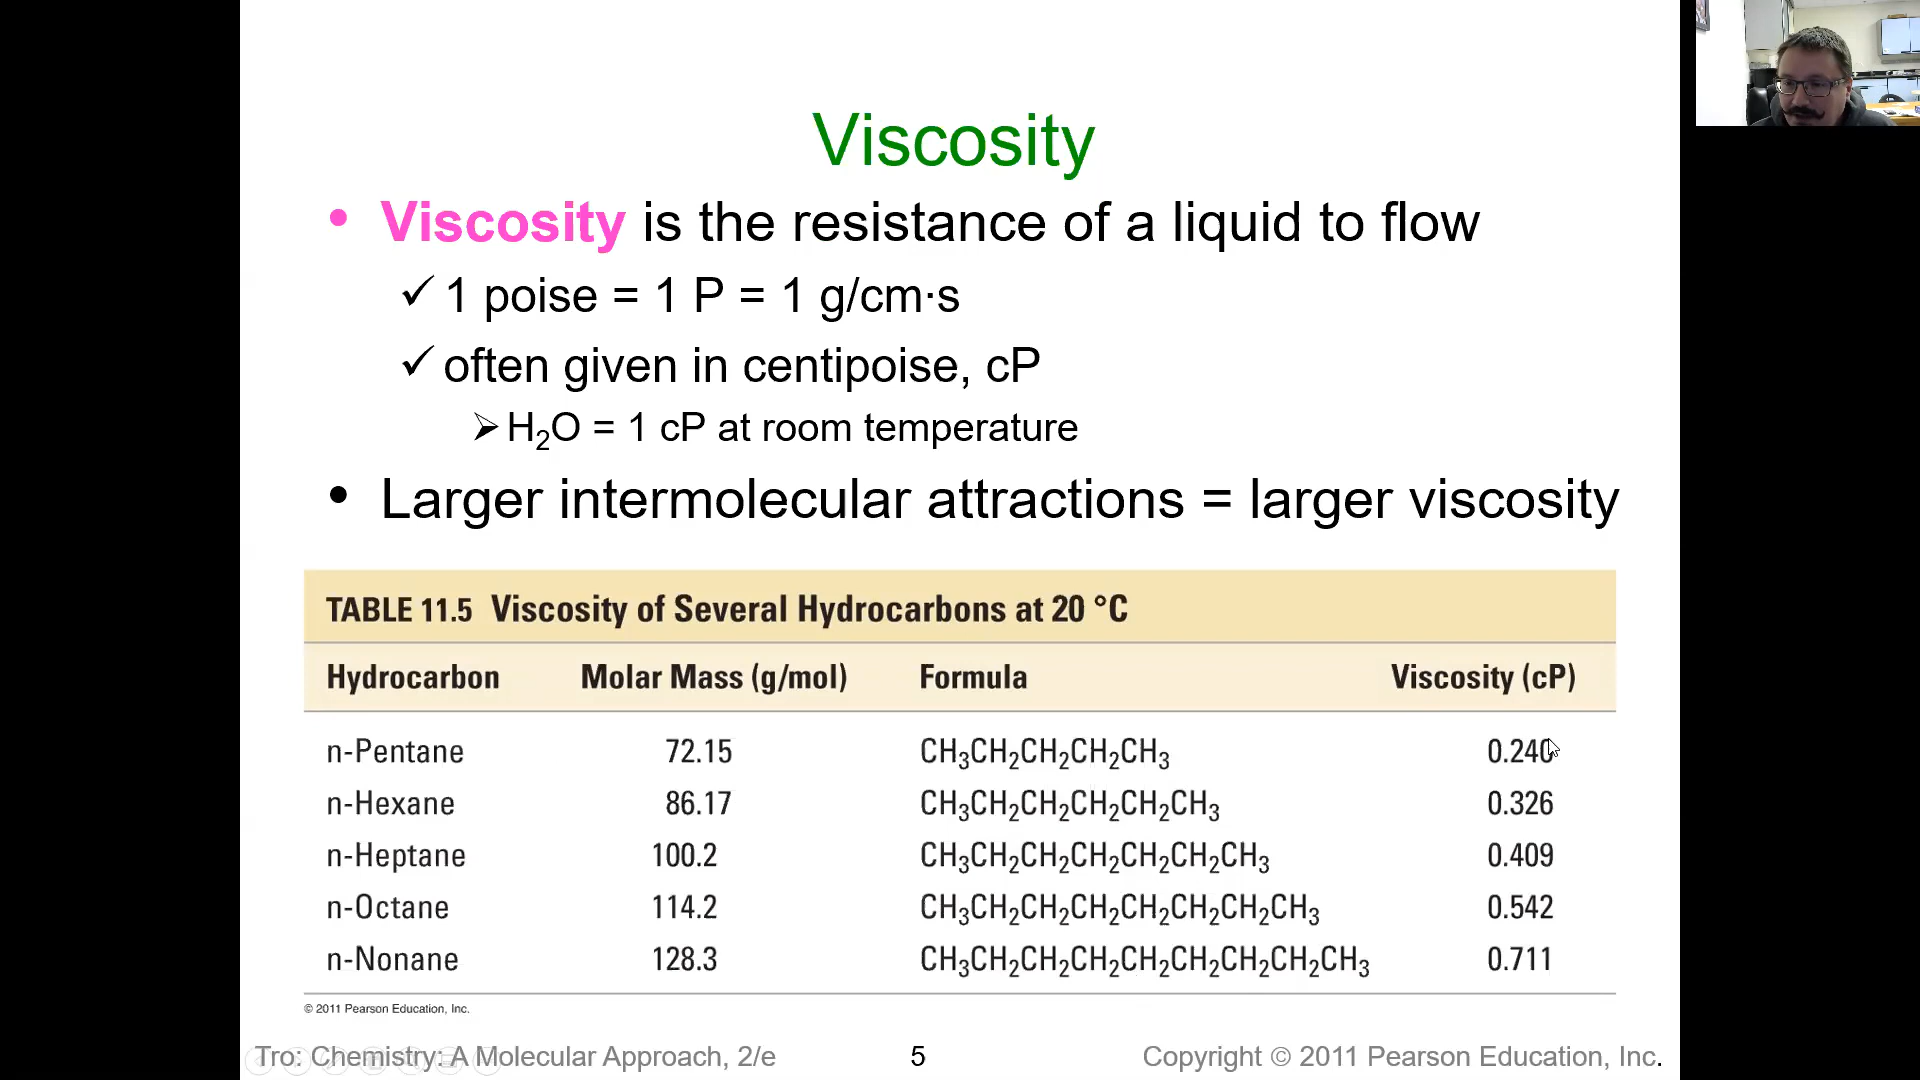 Viscosity
• Viscosity is the resistance of a liquid to flow
✓ 1 poise = 1 P = 1 g/cm·s
✓ often given in centipoise, cP
➢ H₂O = 1 cP at room temperature
• Larger intermolecular attractions = larger viscosity
TABLE 11.5 Viscosity of Several Hydrocarbons at 20 °C
Hydrocarbon Molar Mass (g/mol) Formula Viscosity (cP)
n-Pentane 72.15 CH₃CH₂CH₂CH₂CH₃ 0.240
n-Hexane 86.17 CH₃CH₂CH₂CH₂CH₂CH₃ 0.326
n-Heptane 100.2 CH₃CH₂CH₂CH₂CH₂CH₂CH₃ 0.409
n-Octane 114.2 CH₃CH₂CH₂CH₂CH₂CH₂CH₂CH₃ 0.542
n-Nonane 128.3 CH₃CH₂CH₂CH₂CH₂CH₂CH₂CH₂CH₃ 0.711
© 2011 Pearson Education, Inc.
Tro: Chemistry: A Molecular Approach, 2/e 5 Copyright © 2011 Pearson Education, Inc.